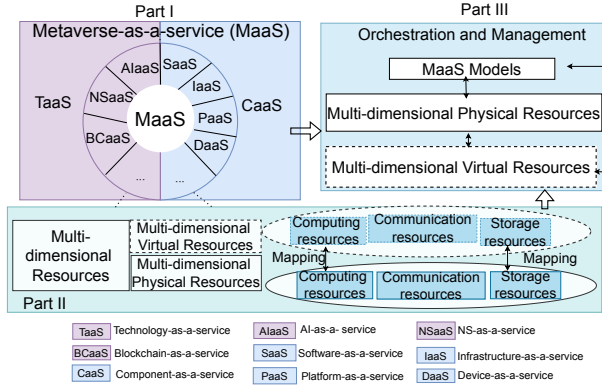 Part I
Metaverse-as-a-service (MaaS)
TaaS
AIaaS
NSaaS
BCaaS
...
MaaS
SaaS
IaaS
PaaS
DaaS
...
CaaS
Part III
Orchestration and Management
MaaS Models
Multi-dimensional Physical Resources
Multi-dimensional Virtual Resources
Multi-
dimensional
Resources
Multi-dimensional
Virtual Resources
Multi-dimensional
Physical Resources
Computing
resources
Communication
resources
Storage
resources
Mapping
Mapping
Computing
resources
Communication
resources
Storage
resources
Part II
TaaS Technology-as-a-service
AIaaS AI-as-a- service
NSaaS NS-as-a-service
BCaaS Blockchain-as-a-service
SaaS Software-as-a-service
IaaS Infrastructure-as-a-service
CaaS Component-as-a-service
PaaS Platform-as-a-service
DaaS Device-as-a-service